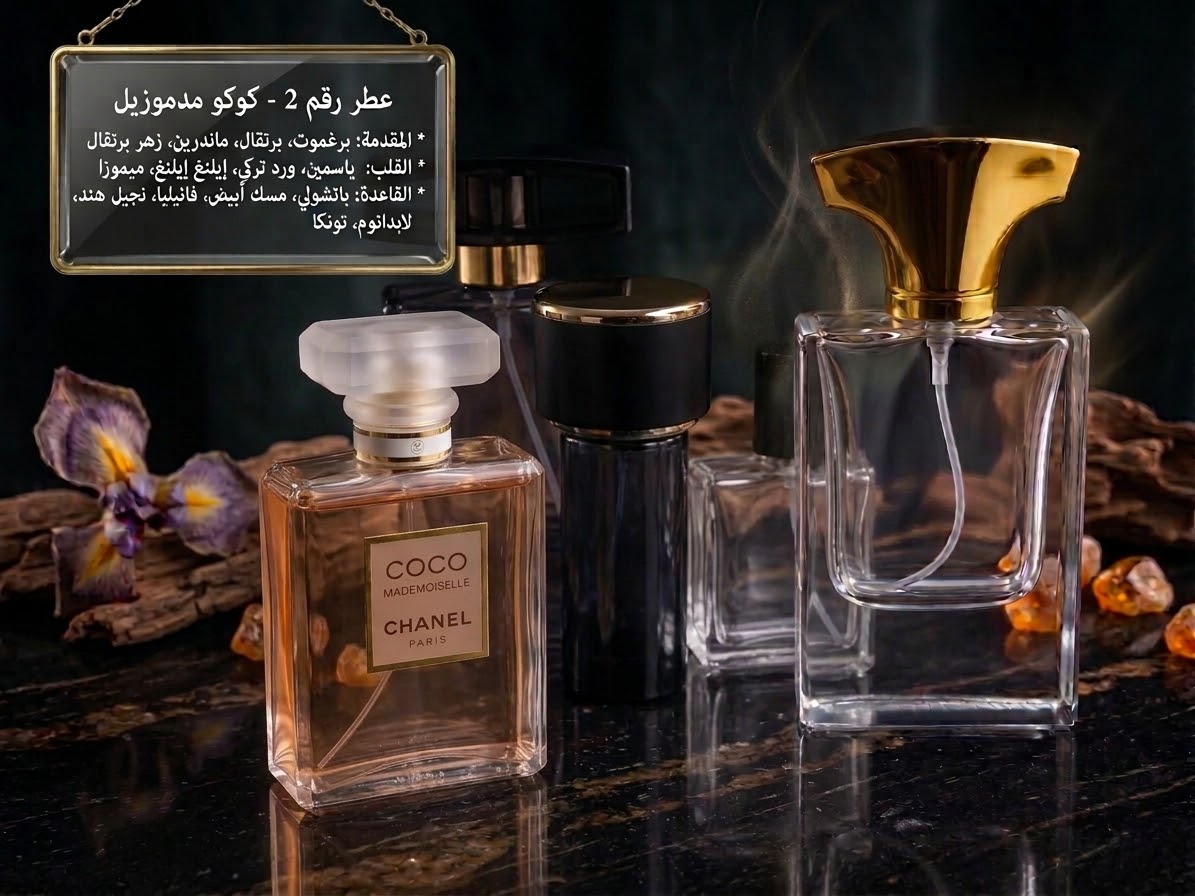 عطر رقم 2 - كوكو مدموزيل
* المقدمة: برغموت، برتقال، ماندرين، زهر برتقال
* القلب: ياسمين، ورد تركي، إيلنغ إيلنغ، ميموزا
* القاعدة: باتشولي، مسك أبيض، فانيليا، نجيل هند،
لابدانوم، تونكا
COCO
MADEMOISELLE
CHANEL
PARIS